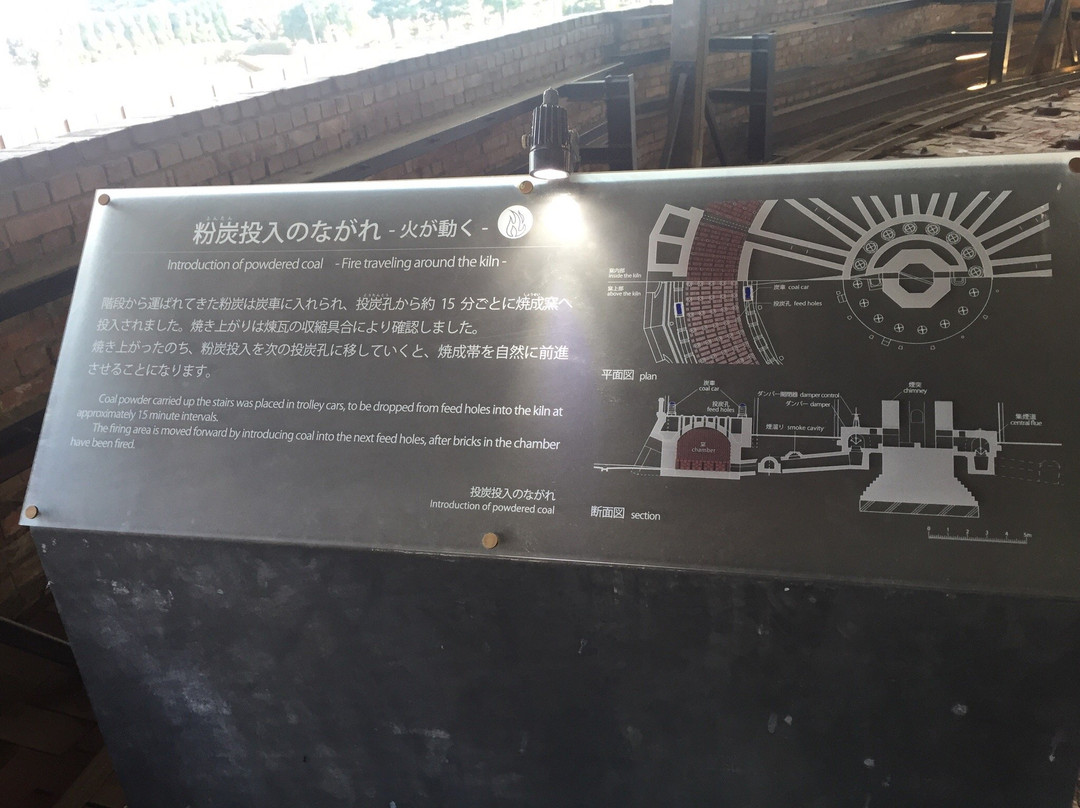 ふんたん
粉炭投入のながれ - 火が動く -
Introduction of powdered coal - Fire traveling around the kiln -
階段から運ばれてきた粉炭は炭車に入れられ、投炭孔から約 15 分ごとに焼成窯へ
投入されました。焼き上がりは煉瓦の収縮具合により確認しました。
焼き上がったのち、粉炭投入を次の投炭孔に移していくと、焼成帯を自然に前進
させることになります。
Coal powder carried up the stairs was placed in trolley cars, to be dropped from feed holes into the kiln at
approximately 15 minute intervals.
The firing area is moved forward by introducing coal into the next feed holes, after bricks in the chamber
have been fired.
投炭投入のながれ
Introduction of powdered coal
窯内部
inside the kiln
窯上部
above the kiln
炭車 coal car
投炭孔 feed holes
平面図 plan
炭車
coal car
投炭孔
feed holes
窯
chamber
ダンパー開閉器 damper control
ダンパー damper
煙溜り smoke cavity
煙突
chimney
集煙道
central flue
断面図 section